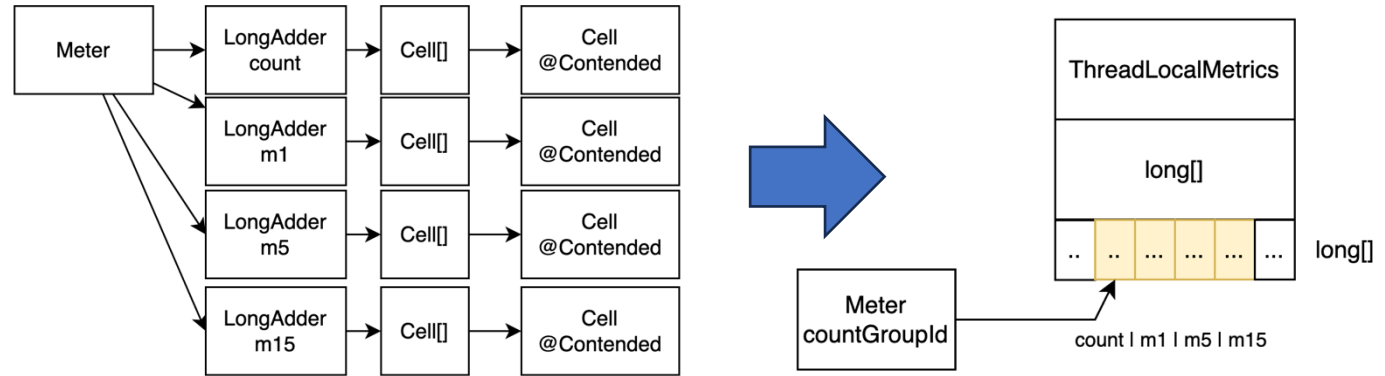 Meter
LongAdder
count
Cell[]
Cell
@Contended
LongAdder
m1
Cell[]
Cell
@Contended
LongAdder
m5
Cell[]
Cell
@Contended
LongAdder
m15
Cell[]
Cell
@Contended
ThreadLocalMetrics
long[]
..
..
...
...
...
...
long[]
Meter
countGroupId
count | m1 | m5 | m15